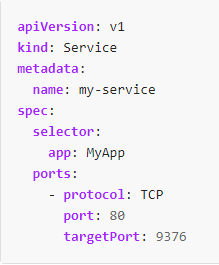 apiVersion: v1
kind: Service
metadata:
  name: my-service
spec:
  selector:
    app: MyApp
  ports:
    - protocol: TCP
      port: 80
      targetPort: 9376